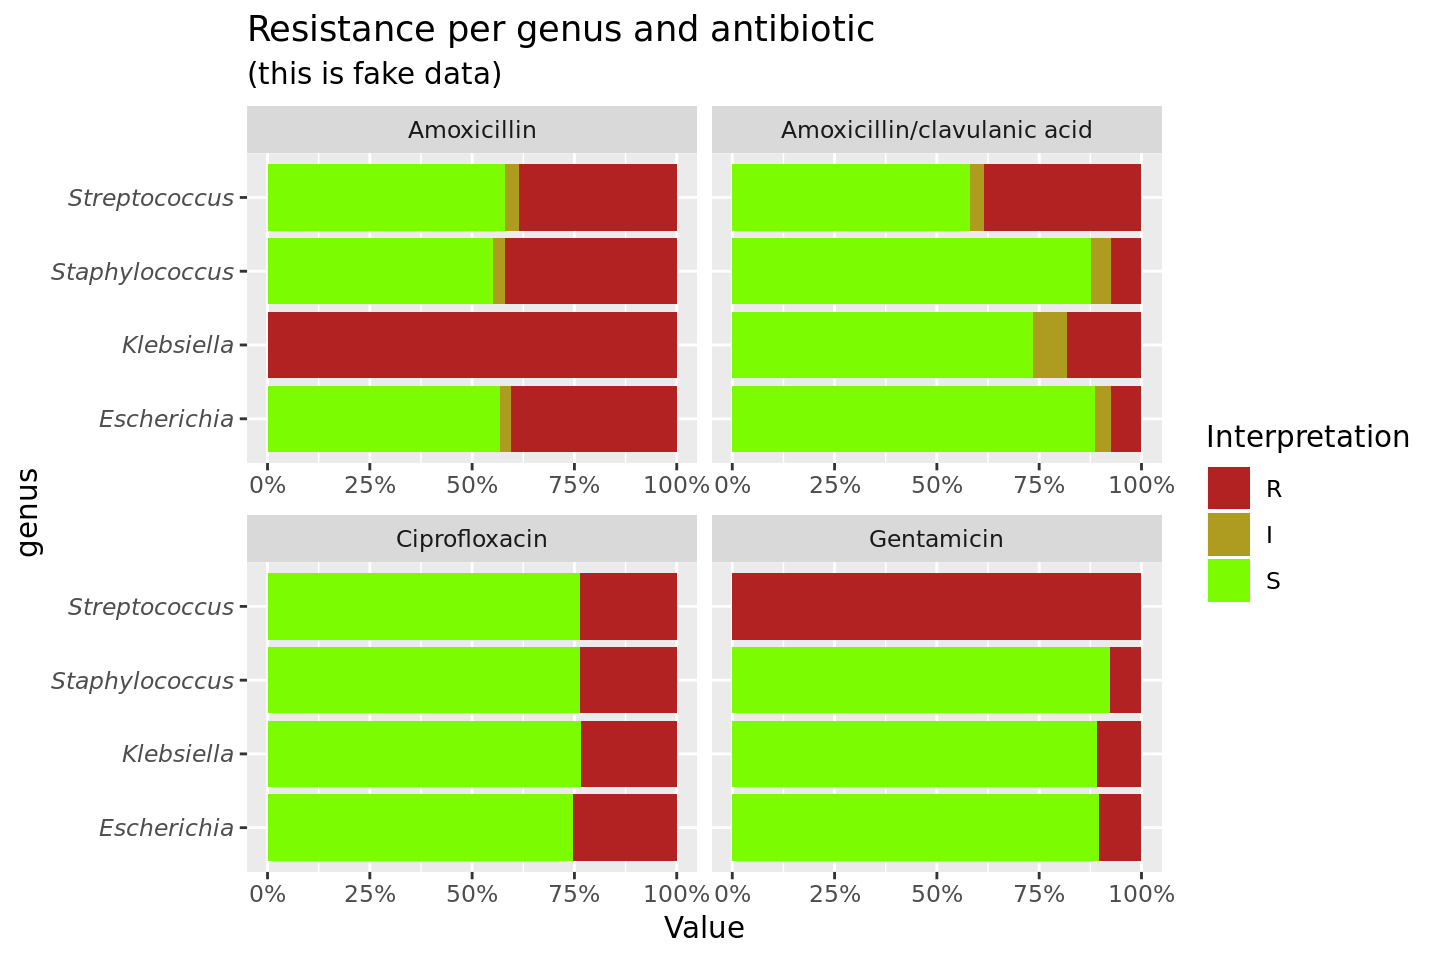 Resistance per genus and antibiotic
(this is fake data)
Amoxicillin
Amoxicillin/clavulanic acid
Streptococcus
Staphylococcus
Klebsiella
Escherichia
0% 25% 50% 75% 100%
0% 25% 50% 75% 100%
Ciprofloxacin
Gentamicin
Streptococcus
Staphylococcus
Klebsiella
Escherichia
0% 25% 50% 75% 100%
0% 25% 50% 75% 100%
genus
Value
Interpretation
R
I
S